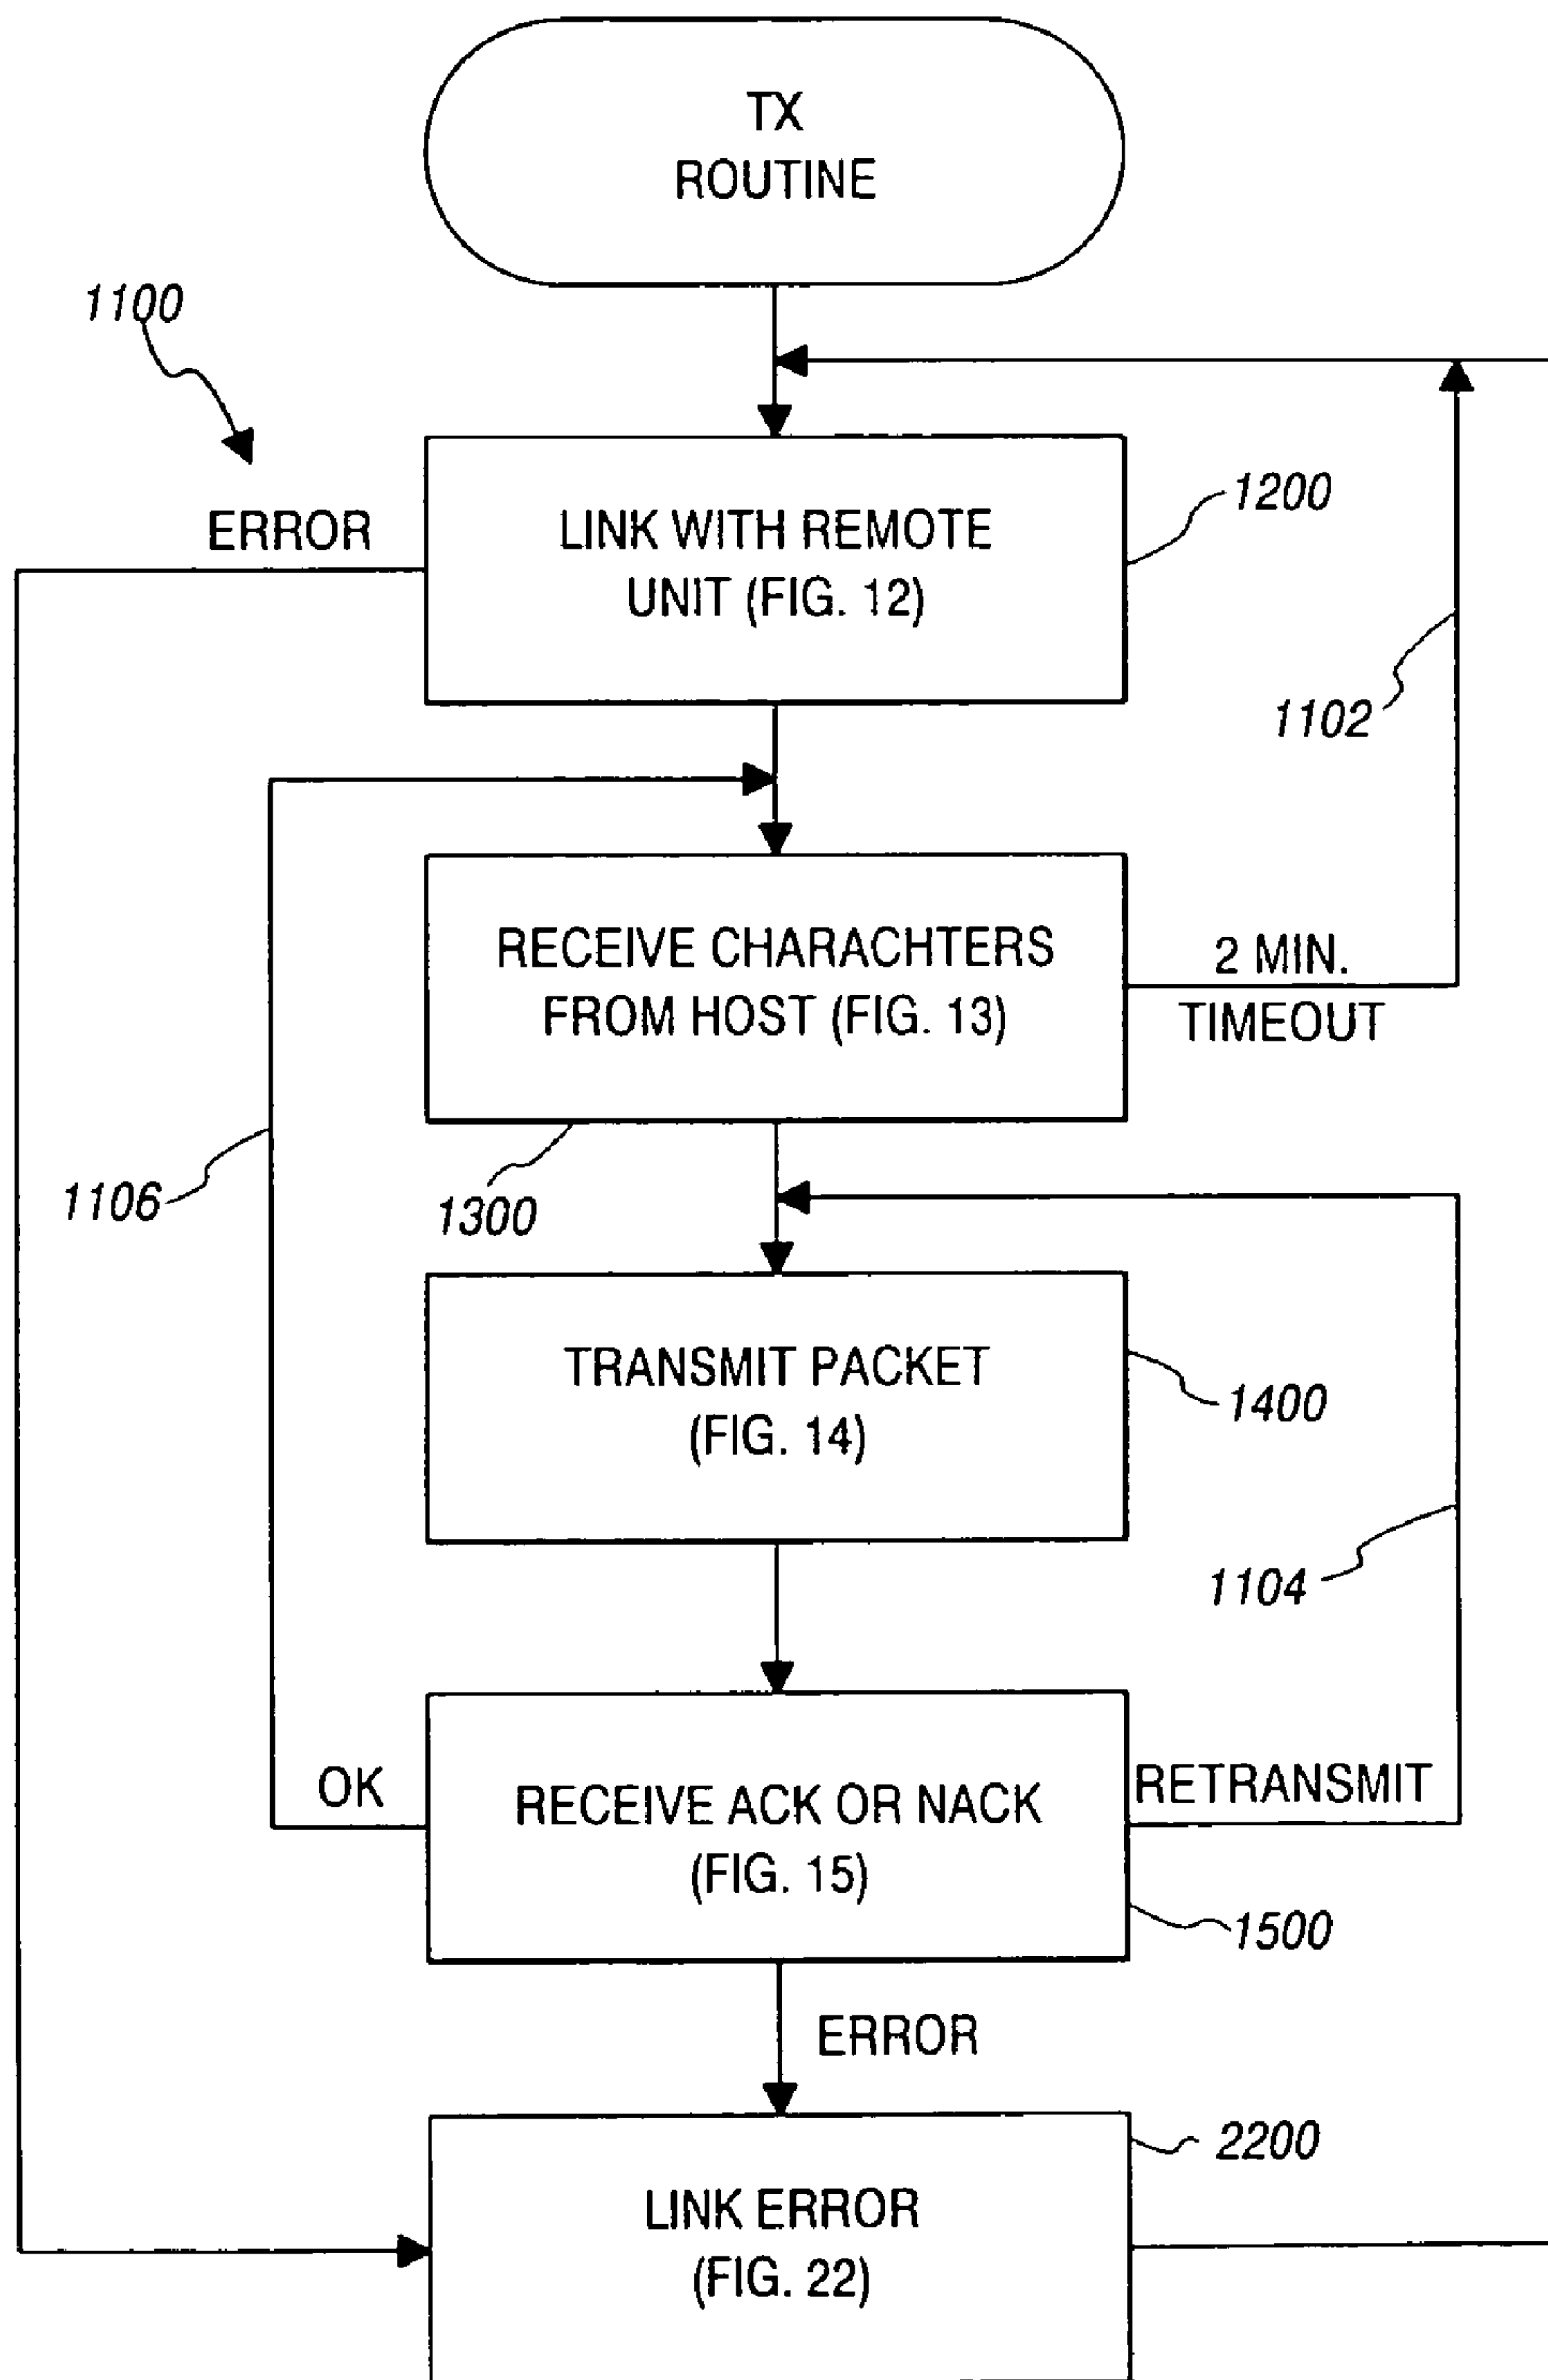 TX
ROUTINE
1100
ERROR
LINK WITH REMOTE
UNIT (FIG. 12)
1200
1102
RECEIVE CHARACHTERS
FROM HOST (FIG. 13)
2 MIN.
TIMEOUT
1106
1300
TRANSMIT PACKET
(FIG. 14)
1400
1104
OK
RECEIVE ACK OR NACK
(FIG. 15)
RETRANSMIT
1500
ERROR
2200
LINK ERROR
(FIG. 22)